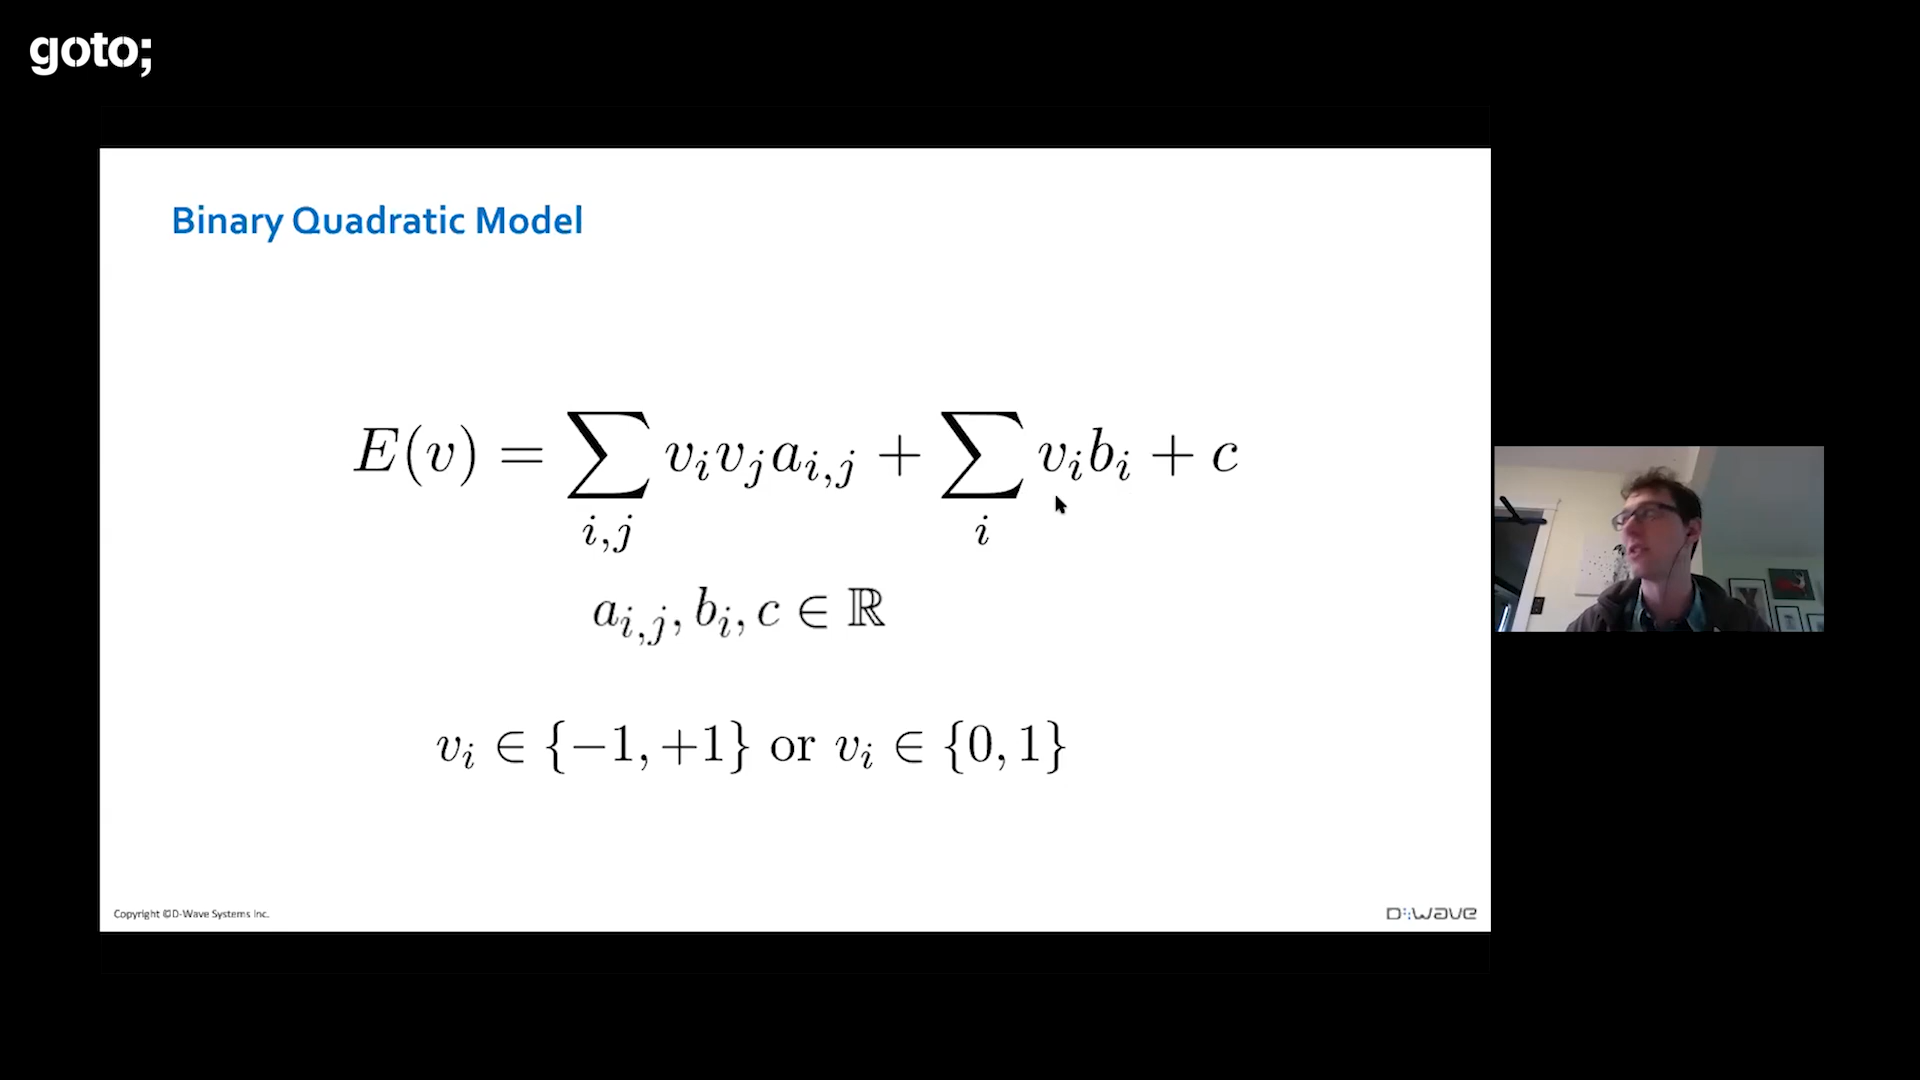 goto;
Binary Quadratic Model
E(v) = ∑_{i,j} v_i v_j a_{i,j} + ∑_i v_i b_i + c
a_{i,j}, b_i, c ∈ ℝ
v_i ∈ {−1, +1} or v_i ∈ {0, 1}
Copyright ©D-Wave Systems Inc.
D:Wave